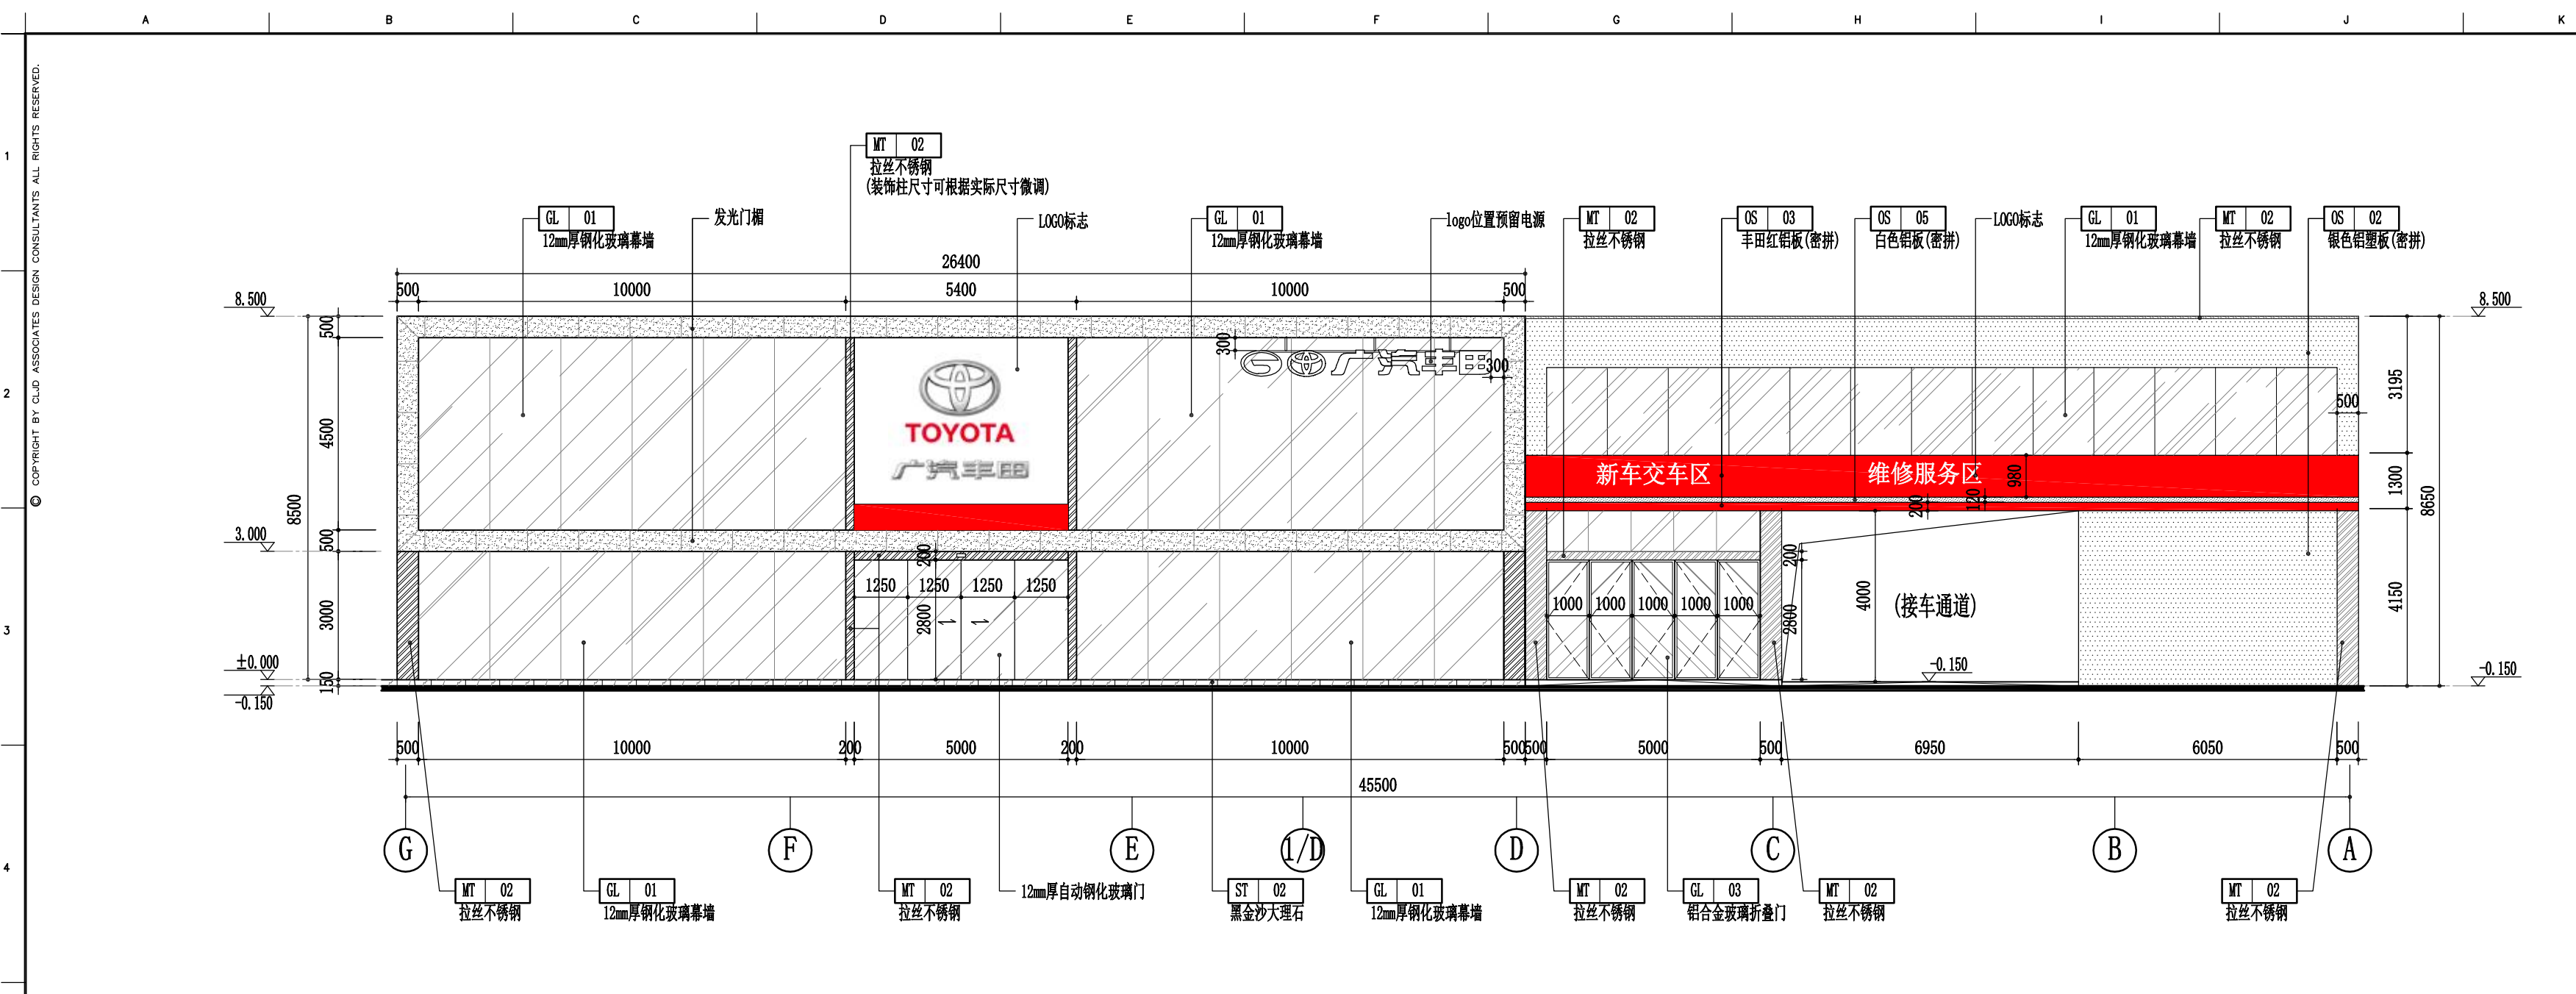 A B C D E F G H I J K
© COPYRIGHT BY CLJD ASSOCIATES DESIGN CONSULTANTS ALL RIGHTS RESERVED.
1
2
3
4
MT 02
拉丝不锈钢
(装饰柱尺寸可根据实际尺寸微调)
GL 01
12mm厚钢化玻璃幕墙
发光门楣
LOGO标志
GL 01
12mm厚钢化玻璃幕墙
logo位置预留电源
MT 02
拉丝不锈钢
OS 03
丰田红铝板(密拼)
OS 05
白色铝板(密拼)
LOGO标志
GL 01
12mm厚钢化玻璃幕墙
MT 02
拉丝不锈钢
OS 02
银色铝塑板(密拼)
26400
500 10000 5400 10000 500
8.500
3.000
±0.000
-0.150
8500
500
4500
500
3000
150
TOYOTA
广汽丰田
300
广汽丰田
300
新车交车区
维修服务区
980
120
200
500
200
1250 1250 1250 1250
2800
1000 1000 1000 1000 1000
200
2800
4000
(接车通道)
-0.150
8.500
3195
1300
4150
8650
-0.150
500 10000 200 5000 200 10000 500 500 5000 500 6950 6050 500
45500
G F E 1/D D C B A
MT 02
拉丝不锈钢
GL 01
12mm厚钢化玻璃幕墙
MT 02
拉丝不锈钢
12mm厚自动钢化玻璃门
ST 02
黑金沙大理石
GL 01
12mm厚钢化玻璃幕墙
MT 02
拉丝不锈钢
GL 03
铝合金玻璃折叠门
MT 02
拉丝不锈钢
MT 02
拉丝不锈钢